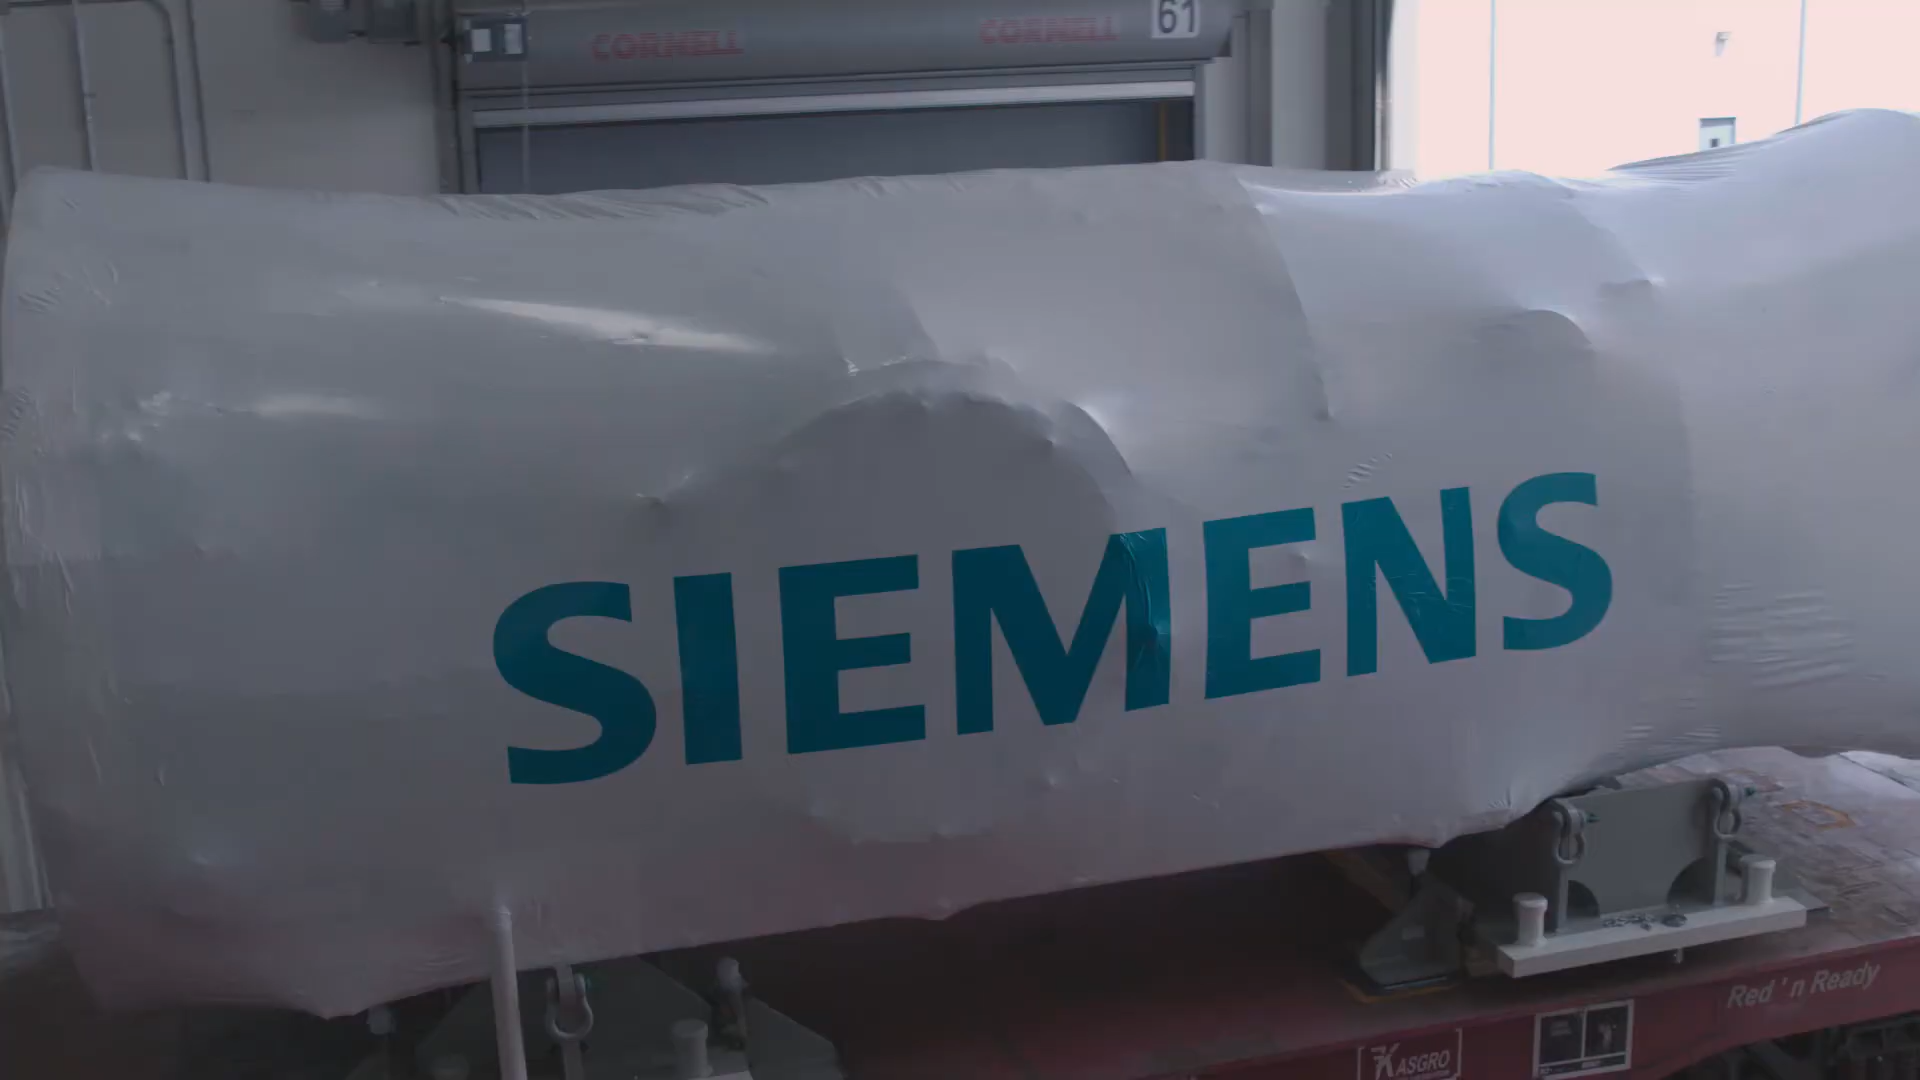 CORNELL CORNELL 61
SIEMENS
Red 'n Ready
KASGRO